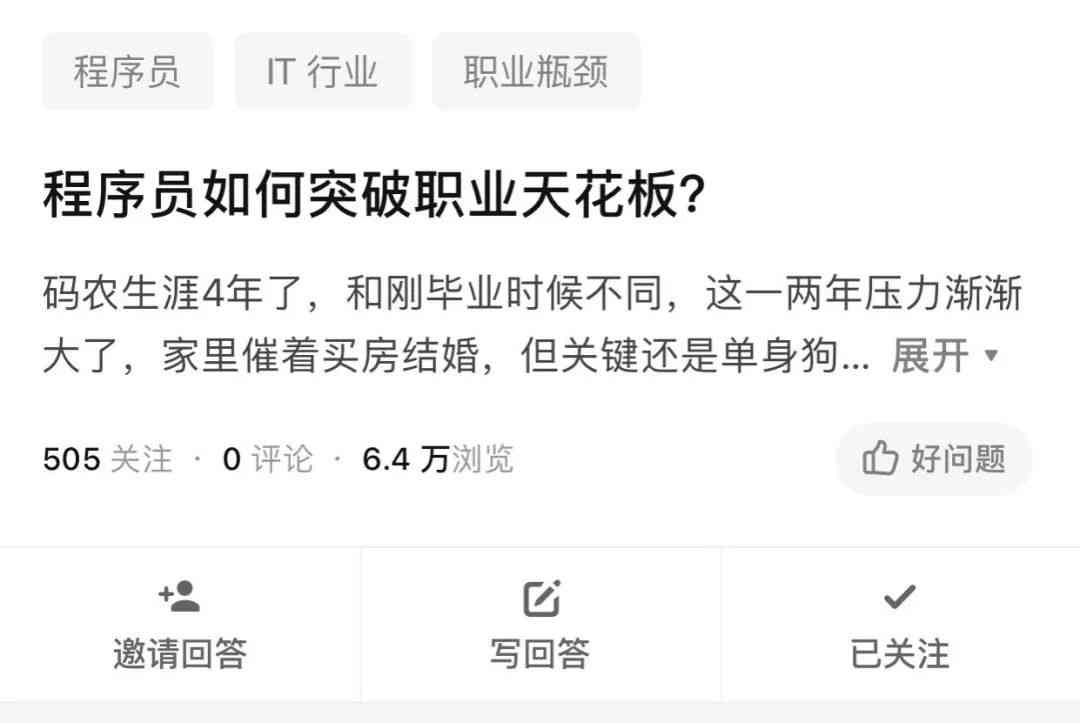 程序员 IT 行业 职业瓶颈
程序员如何突破职业天花板?
码农生涯4年了，和刚毕业时候不同，这一两年压力渐渐
大了，家里催着买房结婚，但关键还是单身狗... 展开
505 关注 · 0 评论 · 6.4 万浏览 好问题
邀请回答 写回答 已关注